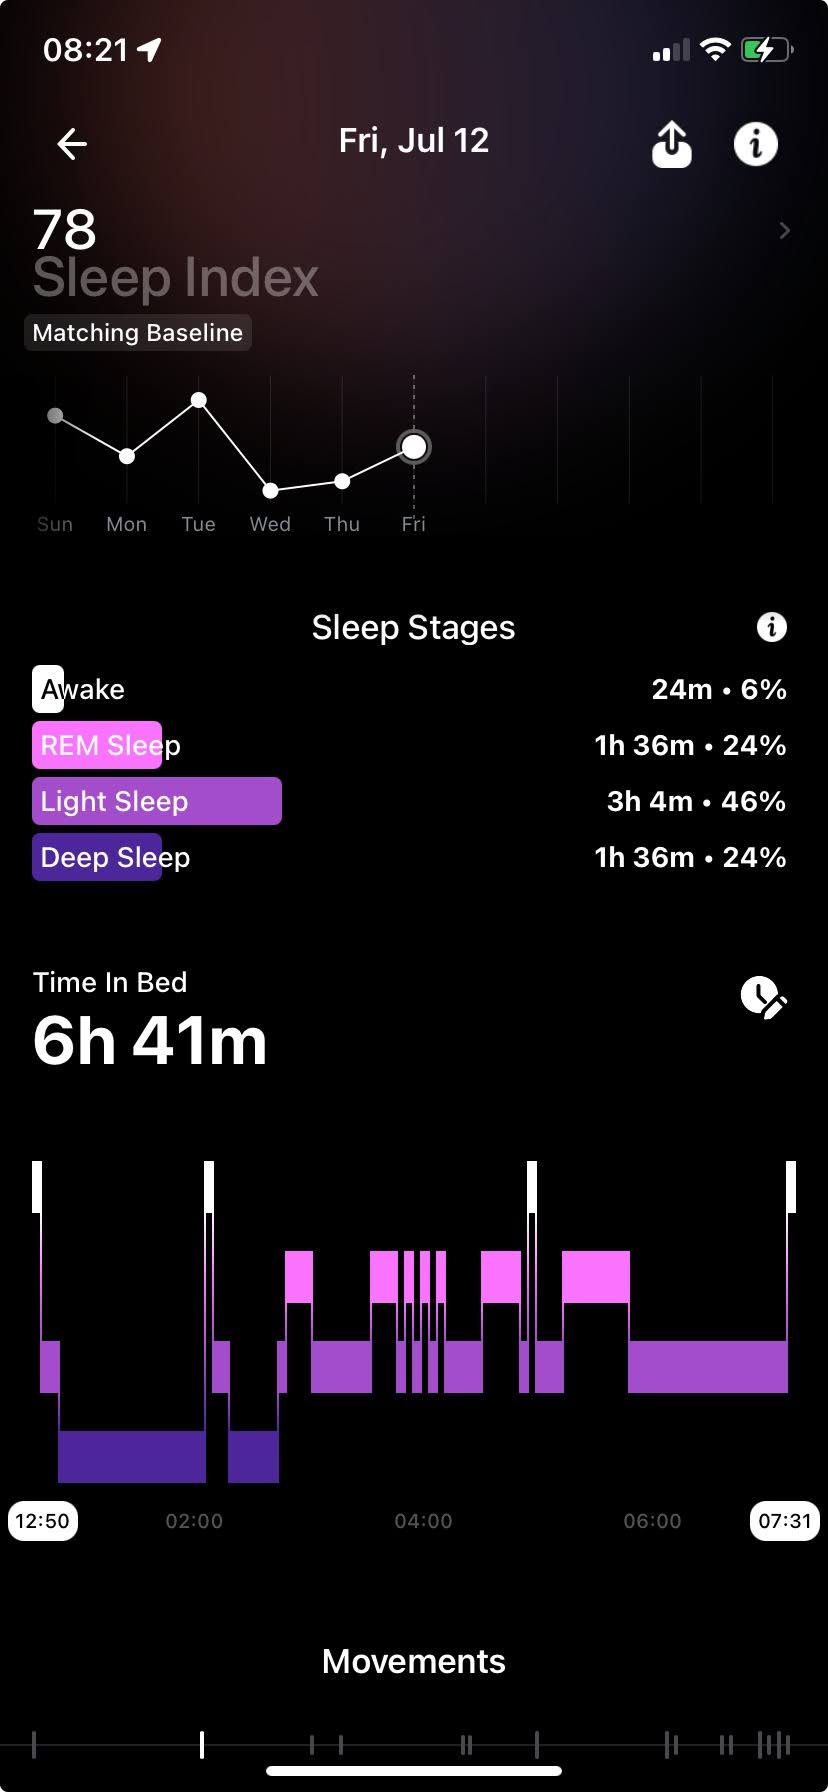 08:21
Fri, Jul 12
78
Sleep Index
Matching Baseline
Sun Mon Tue Wed Thu Fri
Sleep Stages
Awake 24m • 6%
REM Sleep 1h 36m • 24%
Light Sleep 3h 4m • 46%
Deep Sleep 1h 36m • 24%
Time In Bed
6h 41m
12:50 02:00 04:00 06:00 07:31
Movements